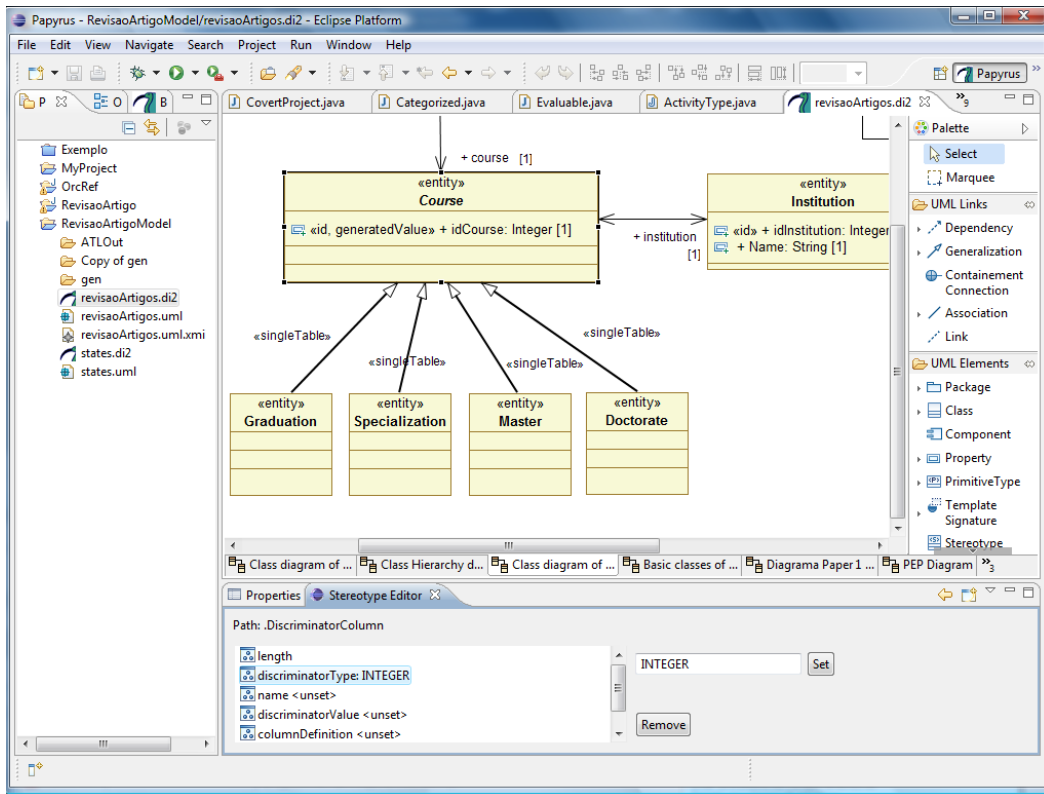 Papyrus - RevisaoArtigoModel/revisaoArtigos.di2 - Eclipse Platform
File Edit View Navigate Search Project Run Window Help
Papyrus
P O B
CovertProject.java Categorized.java Evaluable.java ActivityType.java revisaoArtigos.di2 9
Exemplo
MyProject
OrcRef
RevisaoArtigo
RevisaoArtigoModel
ATLOut
Copy of gen
gen
revisaoArtigos.di2
revisaoArtigos.uml
revisaoArtigos.uml.xmi
states.di2
states.uml
+ course [1]
«entity»
Course
«id, generatedValue» + idCourse: Integer [1]
+ institution
[1]
«entity»
Institution
«id» + idInstitution: Integer
+ Name: String [1]
«singleTable»
«singleTable»
«singleTable»
«singleTable»
«entity»
Graduation
«entity»
Specialization
«entity»
Master
«entity»
Doctorate
Palette
Select
Marquee
UML Links
Dependency
Generalization
Containement
Connection
Association
Link
UML Elements
Package
Class
Component
Property
PrimitiveType
Template
Signature
Stereotype
Class diagram of ... Class Hierarchy d... Class diagram of ... Basic classes of ... Diagrama Paper 1 ... PEP Diagram 3
Properties Stereotype Editor
Path: .DiscriminatorColumn
length
discriminatorType: INTEGER
name <unset>
discriminatorValue <unset>
columnDefinition <unset>
INTEGER
Set
Remove